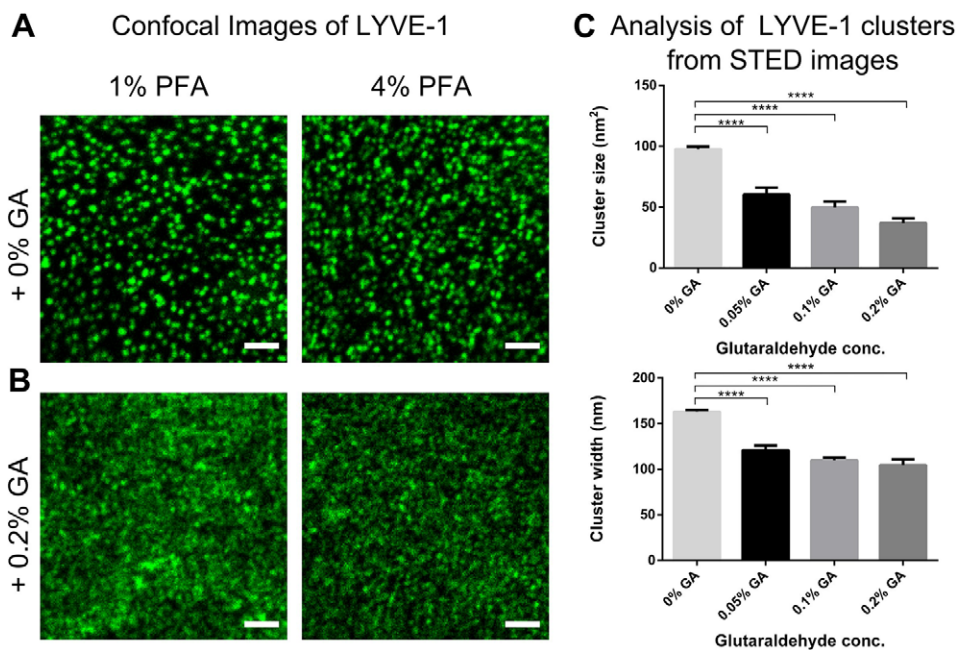 A
Confocal Images of LYVE-1
1% PFA
4% PFA
+ 0% GA
B
+ 0.2% GA
C
Analysis of LYVE-1 clusters
from STED images
150
100
50
0
Cluster size (nm²)
****
****
****
0% GA
0.05% GA
0.1% GA
0.2% GA
Glutaraldehyde conc.
200
150
100
50
0
Cluster width (nm)
****
****
****
0% GA
0.05% GA
0.1% GA
0.2% GA
Glutaraldehyde conc.